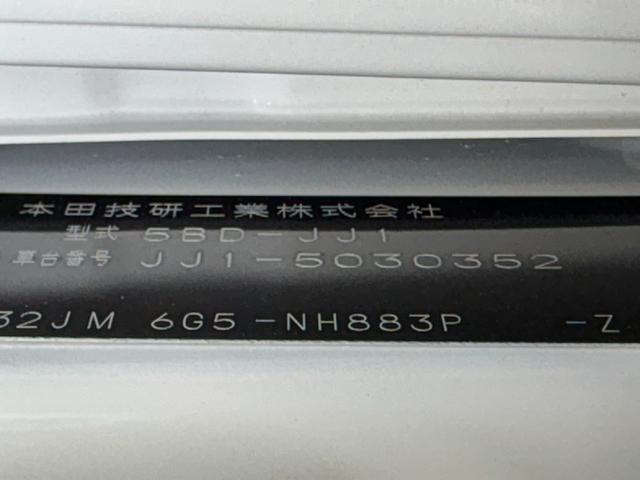 本田技研工業株式会社
型式 5BD-JJ1
車台番号 JJ1-5030352
32JM 6G5-NH883P -Z